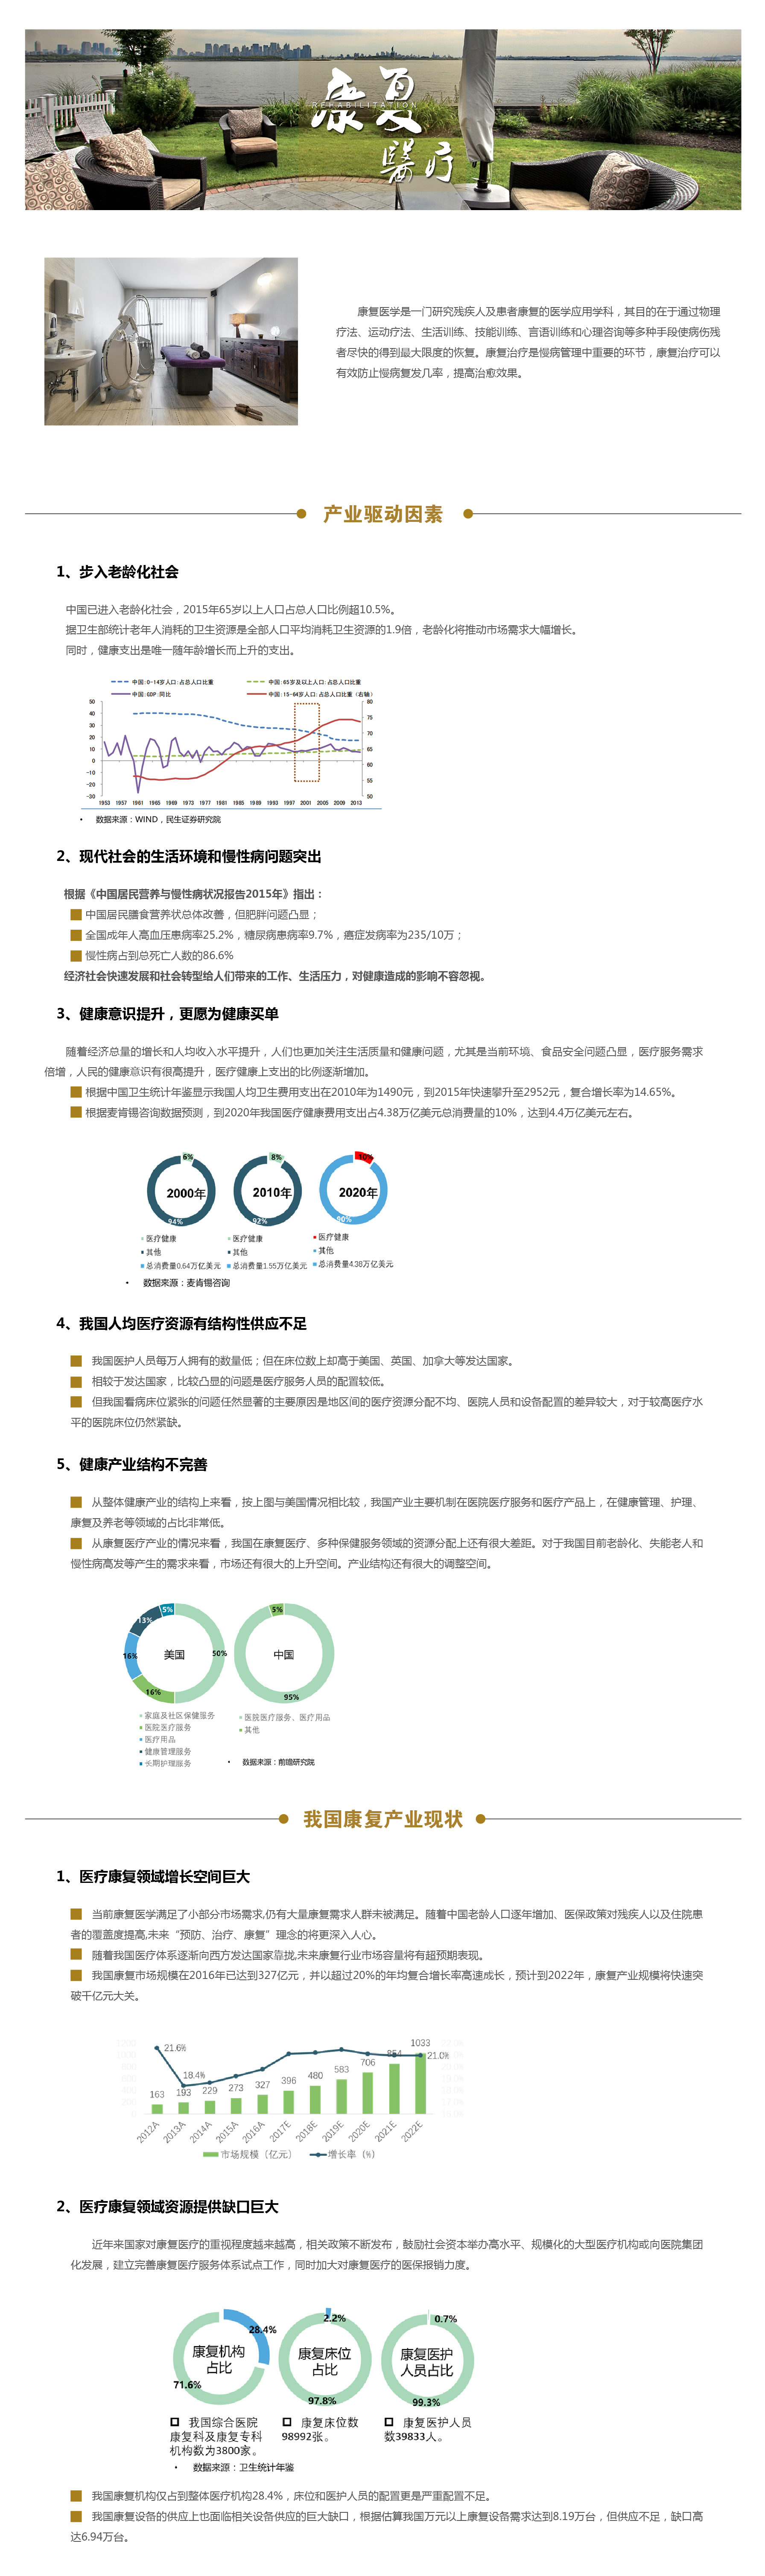 康复
REHABILITATION
醫疗
康复医学是一门研究残疾人及患者康复的医学应用学科，其目的在于通过物理
疗法、运动疗法、生活训练、技能训练、言语训练和心理咨询等多种手段使病伤残
者尽快的得到最大限度的恢复。康复治疗是慢病管理中重要的环节，康复治疗可以
有效防止慢病复发几率，提高治愈效果。
产业驱动因素
1、步入老龄化社会
中国已进入老龄化社会，2015年65岁以上人口占总人口比例超10.5%。
据卫生部统计老年人消耗的卫生资源是全部人口平均消耗卫生资源的1.9倍，老龄化将推动市场需求大幅增长。
同时，健康支出是唯一随年龄增长而上升的支出。
中国:0-14岁人口:占总人口比重 中国:65岁及以上人口:占总人口比重
中国:GDP:同比 中国:15-64岁人口:占总人口比重（右轴）
50 80
40 75
30
20 70
10 65
0 60
-10
-20 55
-30 50
1953 1957 1961 1965 1969 1973 1977 1981 1985 1989 1993 1997 2001 2005 2009 2013
• 数据来源：WIND，民生证券研究院
2、现代社会的生活环境和慢性病问题突出
根据《中国居民营养与慢性病状况报告2015年》指出：
中国居民膳食营养状总体改善，但肥胖问题凸显；
全国成年人高血压患病率25.2%，糖尿病患病率9.7%，癌症发病率为235/10万；
慢性病占到总死亡人数的86.6%
经济社会快速发展和社会转型给人们带来的工作、生活压力，对健康造成的影响不容忽视。
3、健康意识提升，更愿为健康买单
随着经济总量的增长和人均收入水平提升，人们也更加关注生活质量和健康问题，尤其是当前环境、食品安全问题凸显，医疗服务需求
倍增，人民的健康意识有很高提升，医疗健康上支出的比例逐渐增加。
根据中国卫生统计年鉴显示我国人均卫生费用支出在2010年为1490元，到2015年快速攀升至2952元，复合增长率为14.65%。
根据麦肯锡咨询数据预测，到2020年我国医疗健康费用支出占4.38万亿美元总消费量的10%，达到4.4万亿美元左右。
6% 8% 10%
2000年 2010年 2020年
94% 92% 90%
医疗健康 医疗健康 医疗健康
其他 其他 其他
总消费量0.64万亿美元 总消费量1.55万亿美元 总消费量4.38万亿美元
• 数据来源：麦肯锡咨询
4、我国人均医疗资源有结构性供应不足
我国医护人员每万人拥有的数量低；但在床位数上却高于美国、英国、加拿大等发达国家。
相较于发达国家，比较凸显的问题是医疗服务人员的配置较低。
但我国看病床位紧张的问题任然显著的主要原因是地区间的医疗资源分配不均、医院人员和设备配置的差异较大，对于较高医疗水
平的医院床位仍然紧缺。
5、健康产业结构不完善
从整体健康产业的结构上来看，按上图与美国情况相比较，我国产业主要机制在医院医疗服务和医疗产品上，在健康管理、护理、
康复及养老等领域的占比非常低。
从康复医疗产业的情况来看，我国在康复医疗、多种保健服务领域的资源分配上还有很大差距。对于我国目前老龄化、失能老人和
慢性病高发等产生的需求来看，市场还有很大的上升空间。产业结构还有很大的调整空间。
5% 5%
13%
16% 美国 50% 中国
16% 95%
家庭及社区保健服务 医院医疗服务、医疗用品
医院医疗服务 其他
医疗用品
健康管理服务
长期护理服务 • 数据来源：前瞻研究院
我国康复产业现状
1、医疗康复领域增长空间巨大
当前康复医学满足了小部分市场需求,仍有大量康复需求人群未被满足。随着中国老龄人口逐年增加、医保政策对残疾人以及住院患
者的覆盖度提高,未来“预防、治疗、康复”理念的将更深入人心。
随着我国医疗体系逐渐向西方发达国家靠拢,未来康复行业市场容量将有超预期表现。
我国康复市场规模在2016年已达到327亿元，并以超过20%的年均复合增长率高速成长，预计到2022年，康复产业规模将快速突
破千亿元大关。
21.6% 18.4% 21.0%
163 193 229 273 327 396 480 583 706 854 1033
2012A 2013A 2014A 2015A 2016A 2017E 2018E 2019E 2020E 2021E 2022E
市场规模（亿元） 增长率（%）
2、医疗康复领域资源提供缺口巨大
近年来国家对康复医疗的重视程度越来越高，相关政策不断发布，鼓励社会资本举办高水平、规模化的大型医疗机构或向医院集团
化发展，建立完善康复医疗服务体系试点工作，同时加大对康复医疗的医保报销力度。
28.4% 2.2% 0.7%
康复机构 康复床位 康复医护
占比 占比 人员占比
71.6% 97.8% 99.3%
我国综合医院 康复床位数 康复医护人员
康复科及康复专科 98992张。 数39833人。
机构数为3800家。
• 数据来源：卫生统计年鉴
我国康复机构仅占到整体医疗机构28.4%，床位和医护人员的配置更是严重配置不足。
我国康复设备的供应上也面临相关设备供应的巨大缺口，根据估算我国万元以上康复设备需求达到8.19万台，但供应不足，缺口高
达6.94万台。